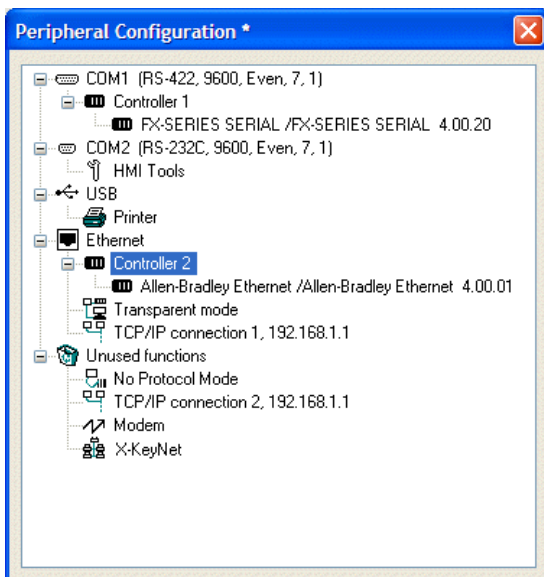 Peripheral Configuration *
COM1 (RS-422, 9600, Even, 7, 1)
Controller 1
FX-SERIES SERIAL /FX-SERIES SERIAL 4.00.20
COM2 (RS-232C, 9600, Even, 7, 1)
HMI Tools
USB
Printer
Ethernet
Controller 2
Allen-Bradley Ethernet /Allen-Bradley Ethernet 4.00.01
Transparent mode
TCP/IP connection 1, 192.168.1.1
Unused functions
No Protocol Mode
TCP/IP connection 2, 192.168.1.1
Modem
X-KeyNet